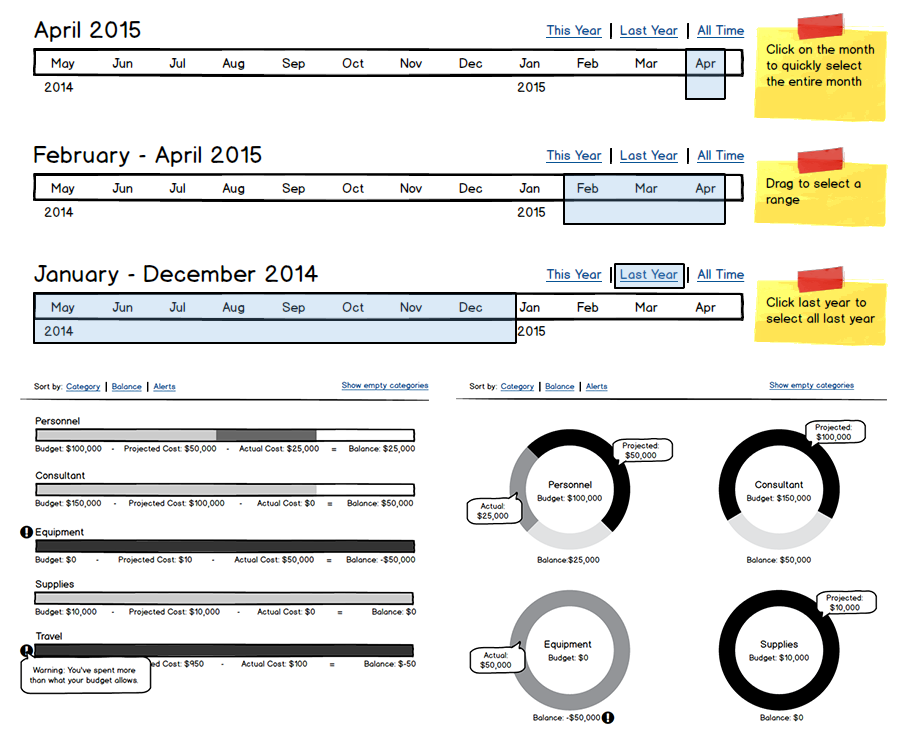 April 2015
This Year | Last Year | All Time
May Jun Jul Aug Sep Oct Nov Dec Jan Feb Mar Apr
2014 2015
Click on the month
to quickly select
the entire month
February - April 2015
This Year | Last Year | All Time
May Jun Jul Aug Sep Oct Nov Dec Jan Feb Mar Apr
2014 2015
Drag to select a
range
January - December 2014
This Year | Last Year | All Time
May Jun Jul Aug Sep Oct Nov Dec Jan Feb Mar Apr
2014 2015
Click last year to
select all last year
Sort by: Category | Balance | Alerts Show empty categories
Personnel
Budget: $100,000 - Projected Cost: $50,000 - Actual Cost: $25,000 = Balance: $25,000
Consultant
Budget: $150,000 - Projected Cost: $100,000 - Actual Cost: $0 = Balance: $50,000
Equipment
Budget: $0 - Projected Cost: $10 - Actual Cost: $50,000 = Balance: -$50,000
Supplies
Budget: $10,000 - Projected Cost: $10,000 - Actual Cost: $0 = Balance: $0
Travel
Warning: You've spent more
than what your budget allows.
ed Cost: $950 - Actual Cost: $100 = Balance: $-50
Sort by: Category | Balance | Alerts Show empty categories
Projected:
$50,000
Personnel
Budget: $100,000
Actual:
$25,000
Balance:$25,000
Projected:
$100,000
Consultant
Budget: $150,000
Balance: $50,000
Equipment
Budget: $0
Actual:
$50,000
Balance: -$50,000
Projected:
$10,000
Supplies
Budget: $10,000
Balance: $0